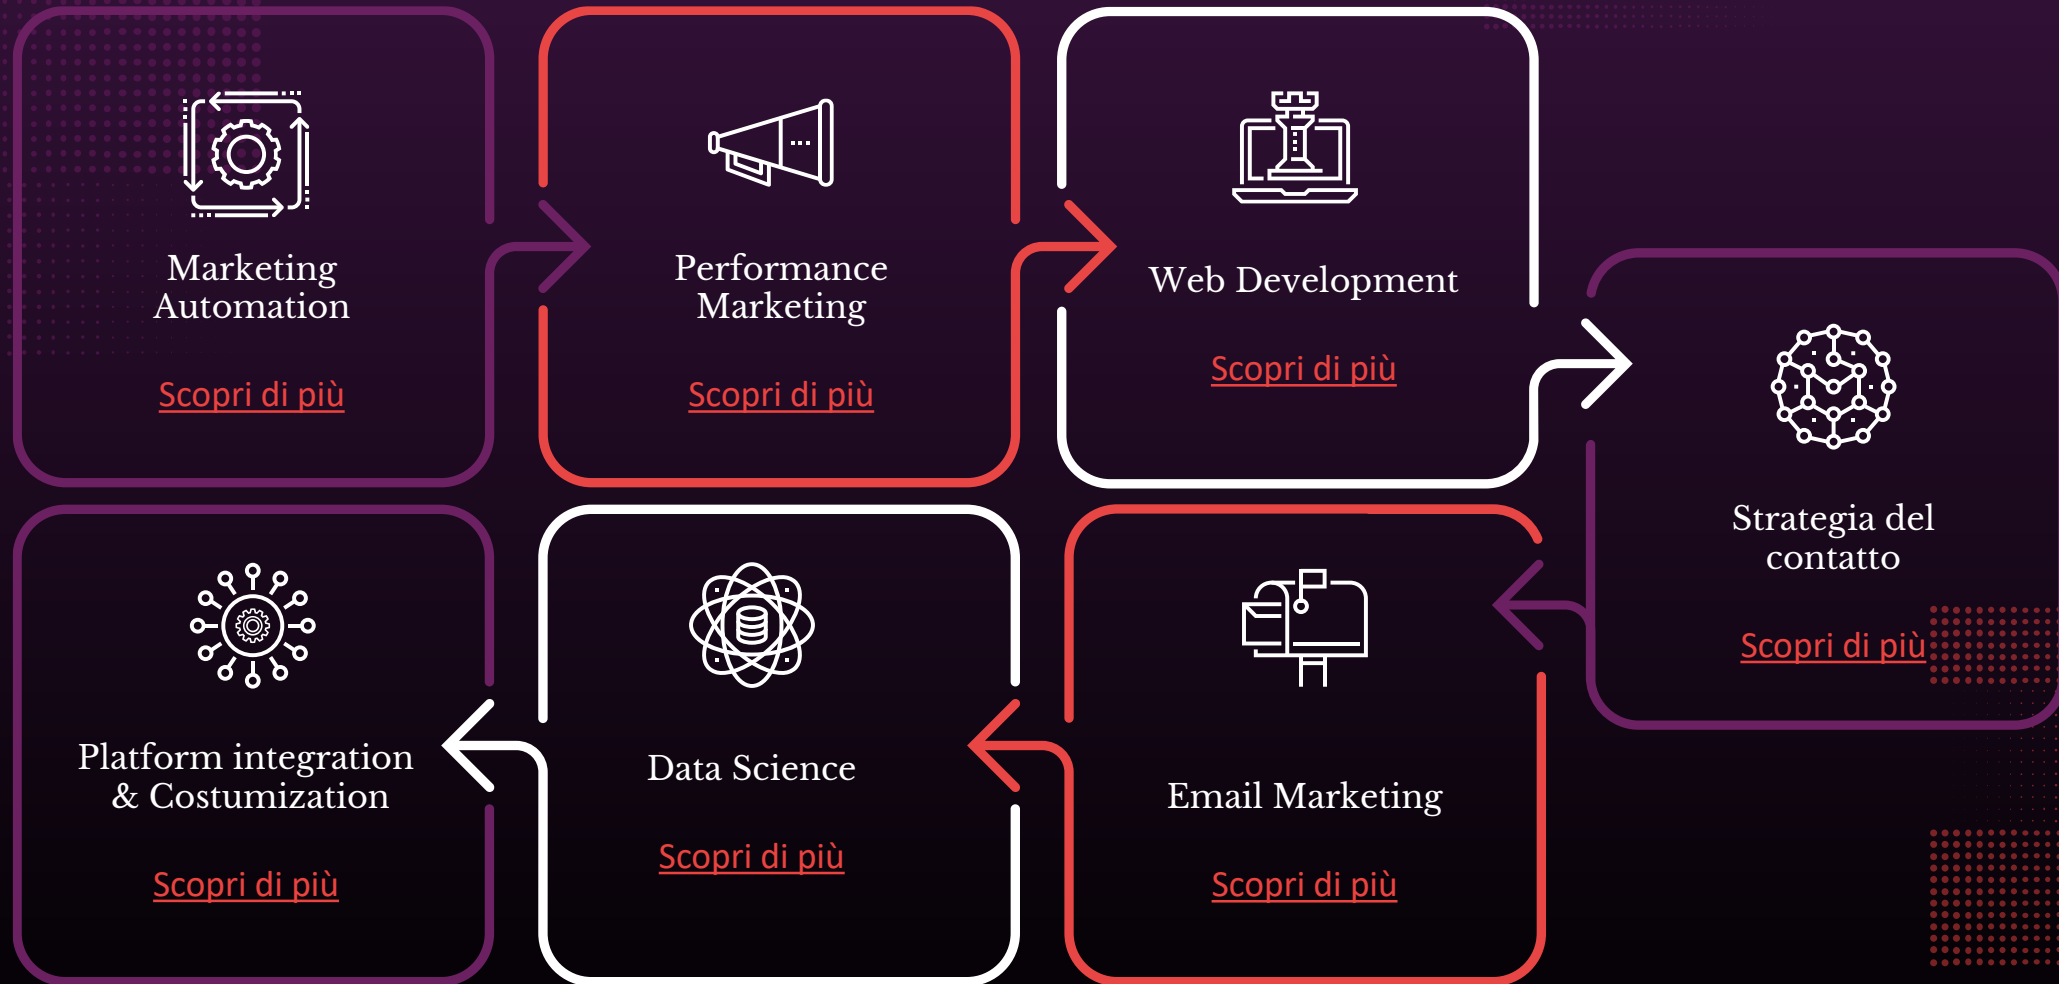 Marketing
Automation
Scopri di più
Performance
Marketing
Scopri di più
Web Development
Scopri di più
Strategia del
contatto
Scopri di più
Email Marketing
Scopri di più
Data Science
Scopri di più
Platform integration
& Costumization
Scopri di più